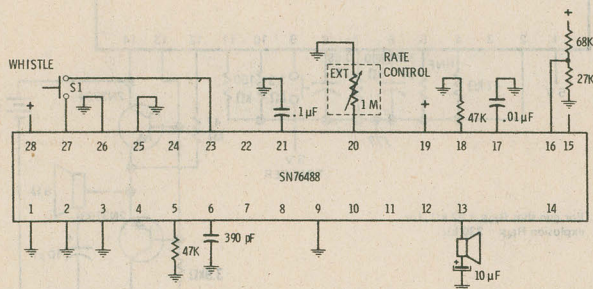 +
68K
27K
WHISTLE
S1
EXT
RATE
CONTROL
1 M
.1 µF
47K
.01µF
+
+
28 27 26 25 24 23 22 21 20 19 18 17 16 15
SN76488
1 2 3 4 5 6 7 8 9 10 11 12 13 14
47K
390 pF
+
10 µF